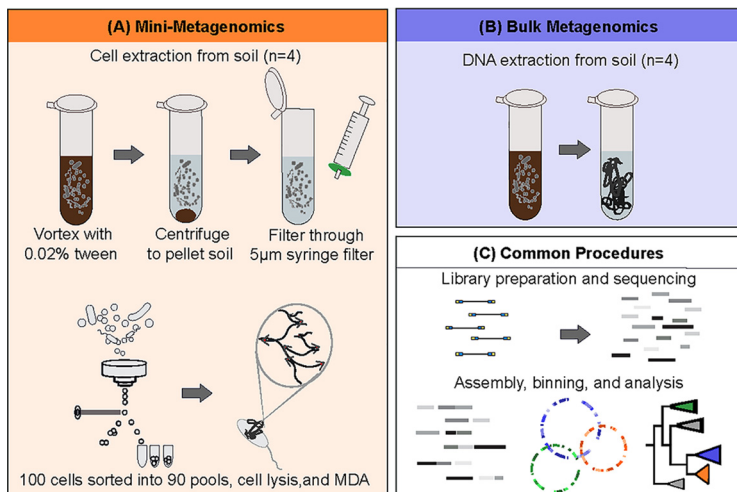 (A) Mini-Metagenomics
Cell extraction from soil (n=4)
Vortex with
0.02% tween
Centrifuge
to pellet soil
Filter through
5µm syringe filter
100 cells sorted into 90 pools, cell lysis,and MDA
(B) Bulk Metagenomics
DNA extraction from soil (n=4)
(C) Common Procedures
Library preparation and sequencing
Assembly, binning, and analysis